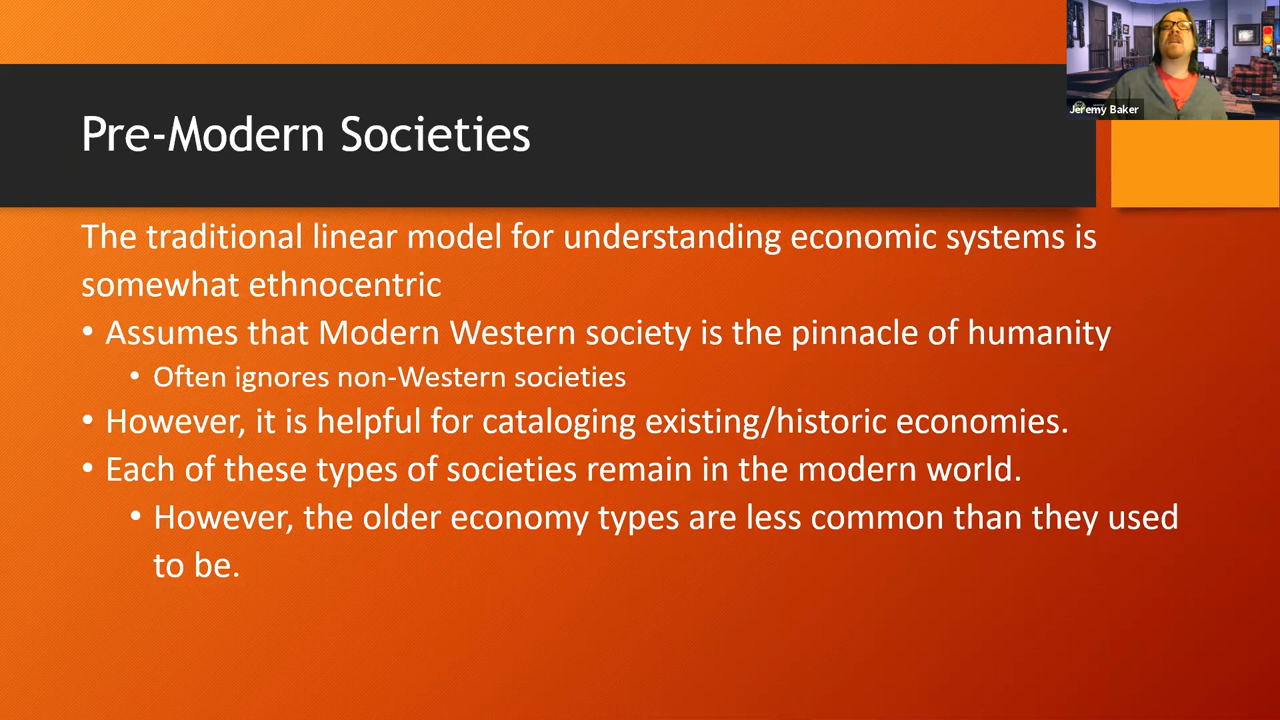 Jeremy Baker
Pre-Modern Societies
The traditional linear model for understanding economic systems is
somewhat ethnocentric
• Assumes that Modern Western society is the pinnacle of humanity
• Often ignores non-Western societies
• However, it is helpful for cataloging existing/historic economies.
• Each of these types of societies remain in the modern world.
• However, the older economy types are less common than they used
to be.